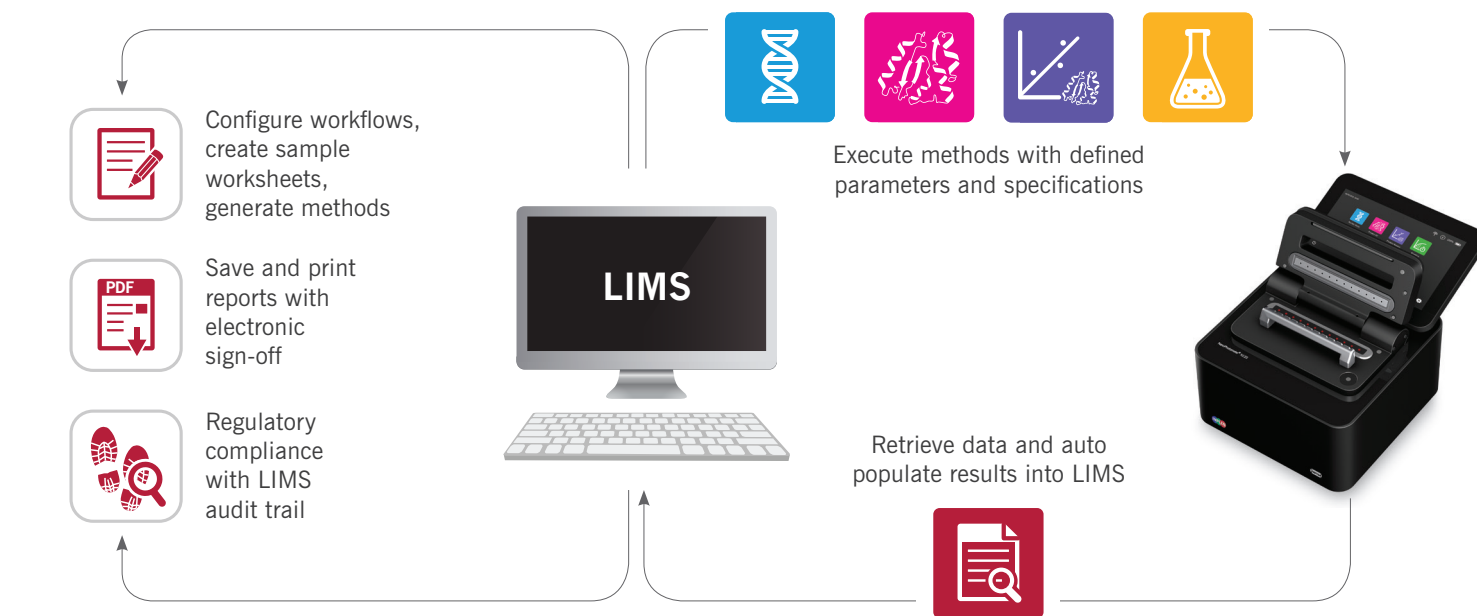 Configure workflows,
create sample
worksheets,
generate methods
PDF
Save and print
reports with
electronic
sign-off
Regulatory
compliance
with LIMS
audit trail
LIMS
Execute methods with defined
parameters and specifications
Retrieve data and auto
populate results into LIMS